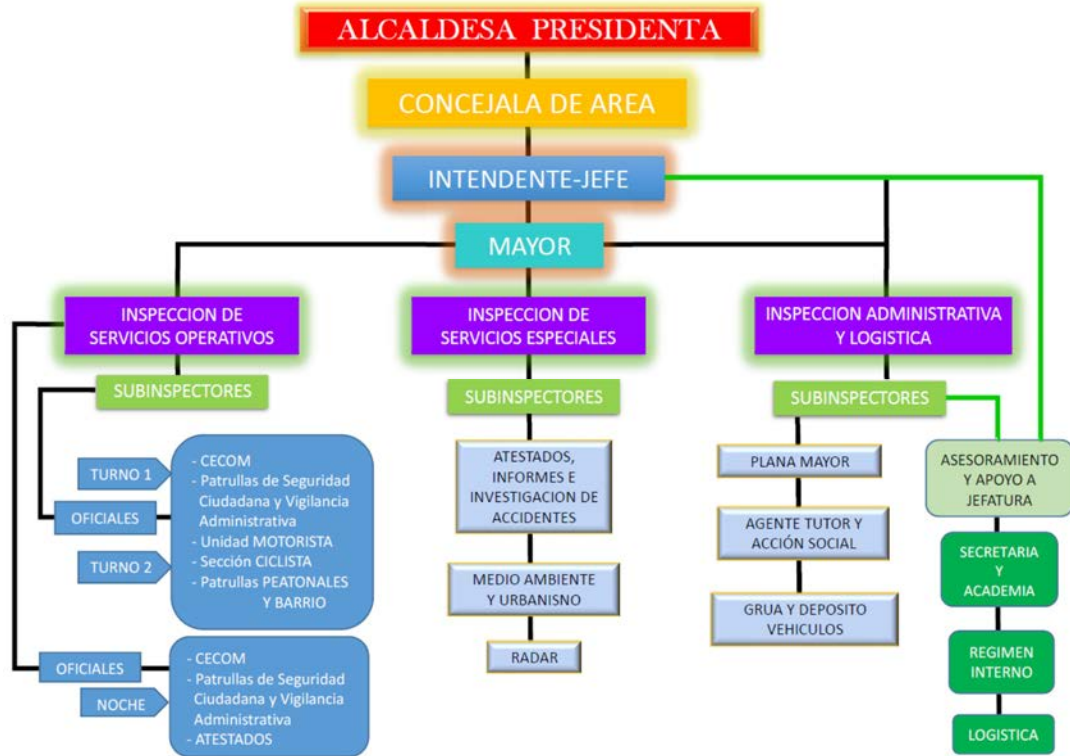 ALCALDESA PRESIDENTA
CONCEJALA DE AREA
INTENDENTE-JEFE
MAYOR
INSPECCION DE
SERVICIOS OPERATIVOS
SUBINSPECTORES
TURNO 1
OFICIALES
TURNO 2
- CECOM
- Patrullas de Seguridad
Ciudadana y Vigilancia
Administrativa
- Unidad MOTORISTA
- Sección CICLISTA
- Patrullas PEATONALES
Y BARRIO
OFICIALES
NOCHE
- CECOM
- Patrullas de Seguridad
Ciudadana y Vigilancia
Administrativa
- ATESTADOS
INSPECCION DE
SERVICIOS ESPECIALES
SUBINSPECTORES
ATESTADOS,
INFORMES E
INVESTIGACION DE
ACCIDENTES
MEDIO AMBIENTE
Y URBANISNO
RADAR
INSPECCION ADMINISTRATIVA
Y LOGISTICA
SUBINSPECTORES
PLANA MAYOR
AGENTE TUTOR Y
ACCIÓN SOCIAL
GRUA Y DEPOSITO
VEHICULOS
ASESORAMIENTO
Y APOYO A
JEFATURA
SECRETARIA
Y
ACADEMIA
REGIMEN
INTERNO
LOGISTICA